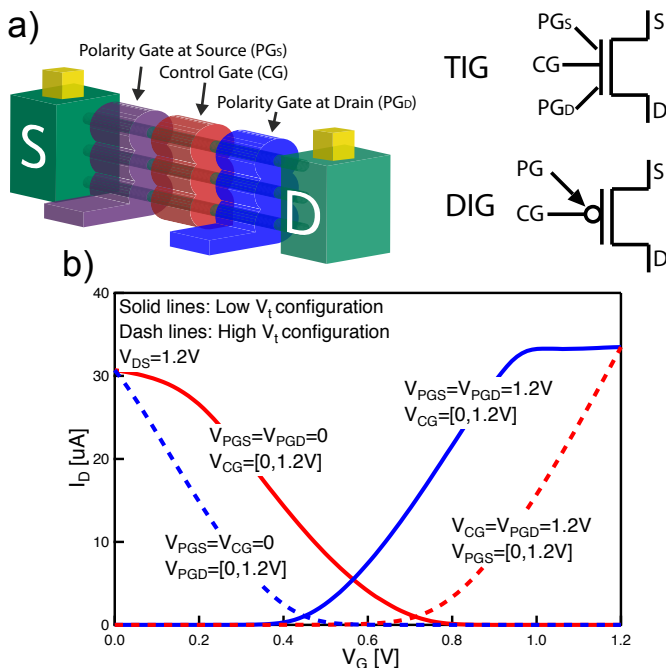 a)
Polarity Gate at Source (PGs)
Control Gate (CG)
Polarity Gate at Drain (PGD)
S
D
TIG
PGS
CG
PGD
S
D
DIG
PG
CG
S
D
b)
Solid lines: Low Vt configuration
Dash lines: High Vt configuration
VDS=1.2V
VPGS=VPGD=0
VCG=[0,1.2V]
VPGS=VPGD=1.2V
VCG=[0,1.2V]
VPGS=VCG=0
VPGD=[0,1.2V]
VCG=VPGD=1.2V
VPGS=[0,1.2V]
ID [uA]
40
30
20
10
0
0.0 0.2 0.4 0.6 0.8 1.0 1.2
VG [V]